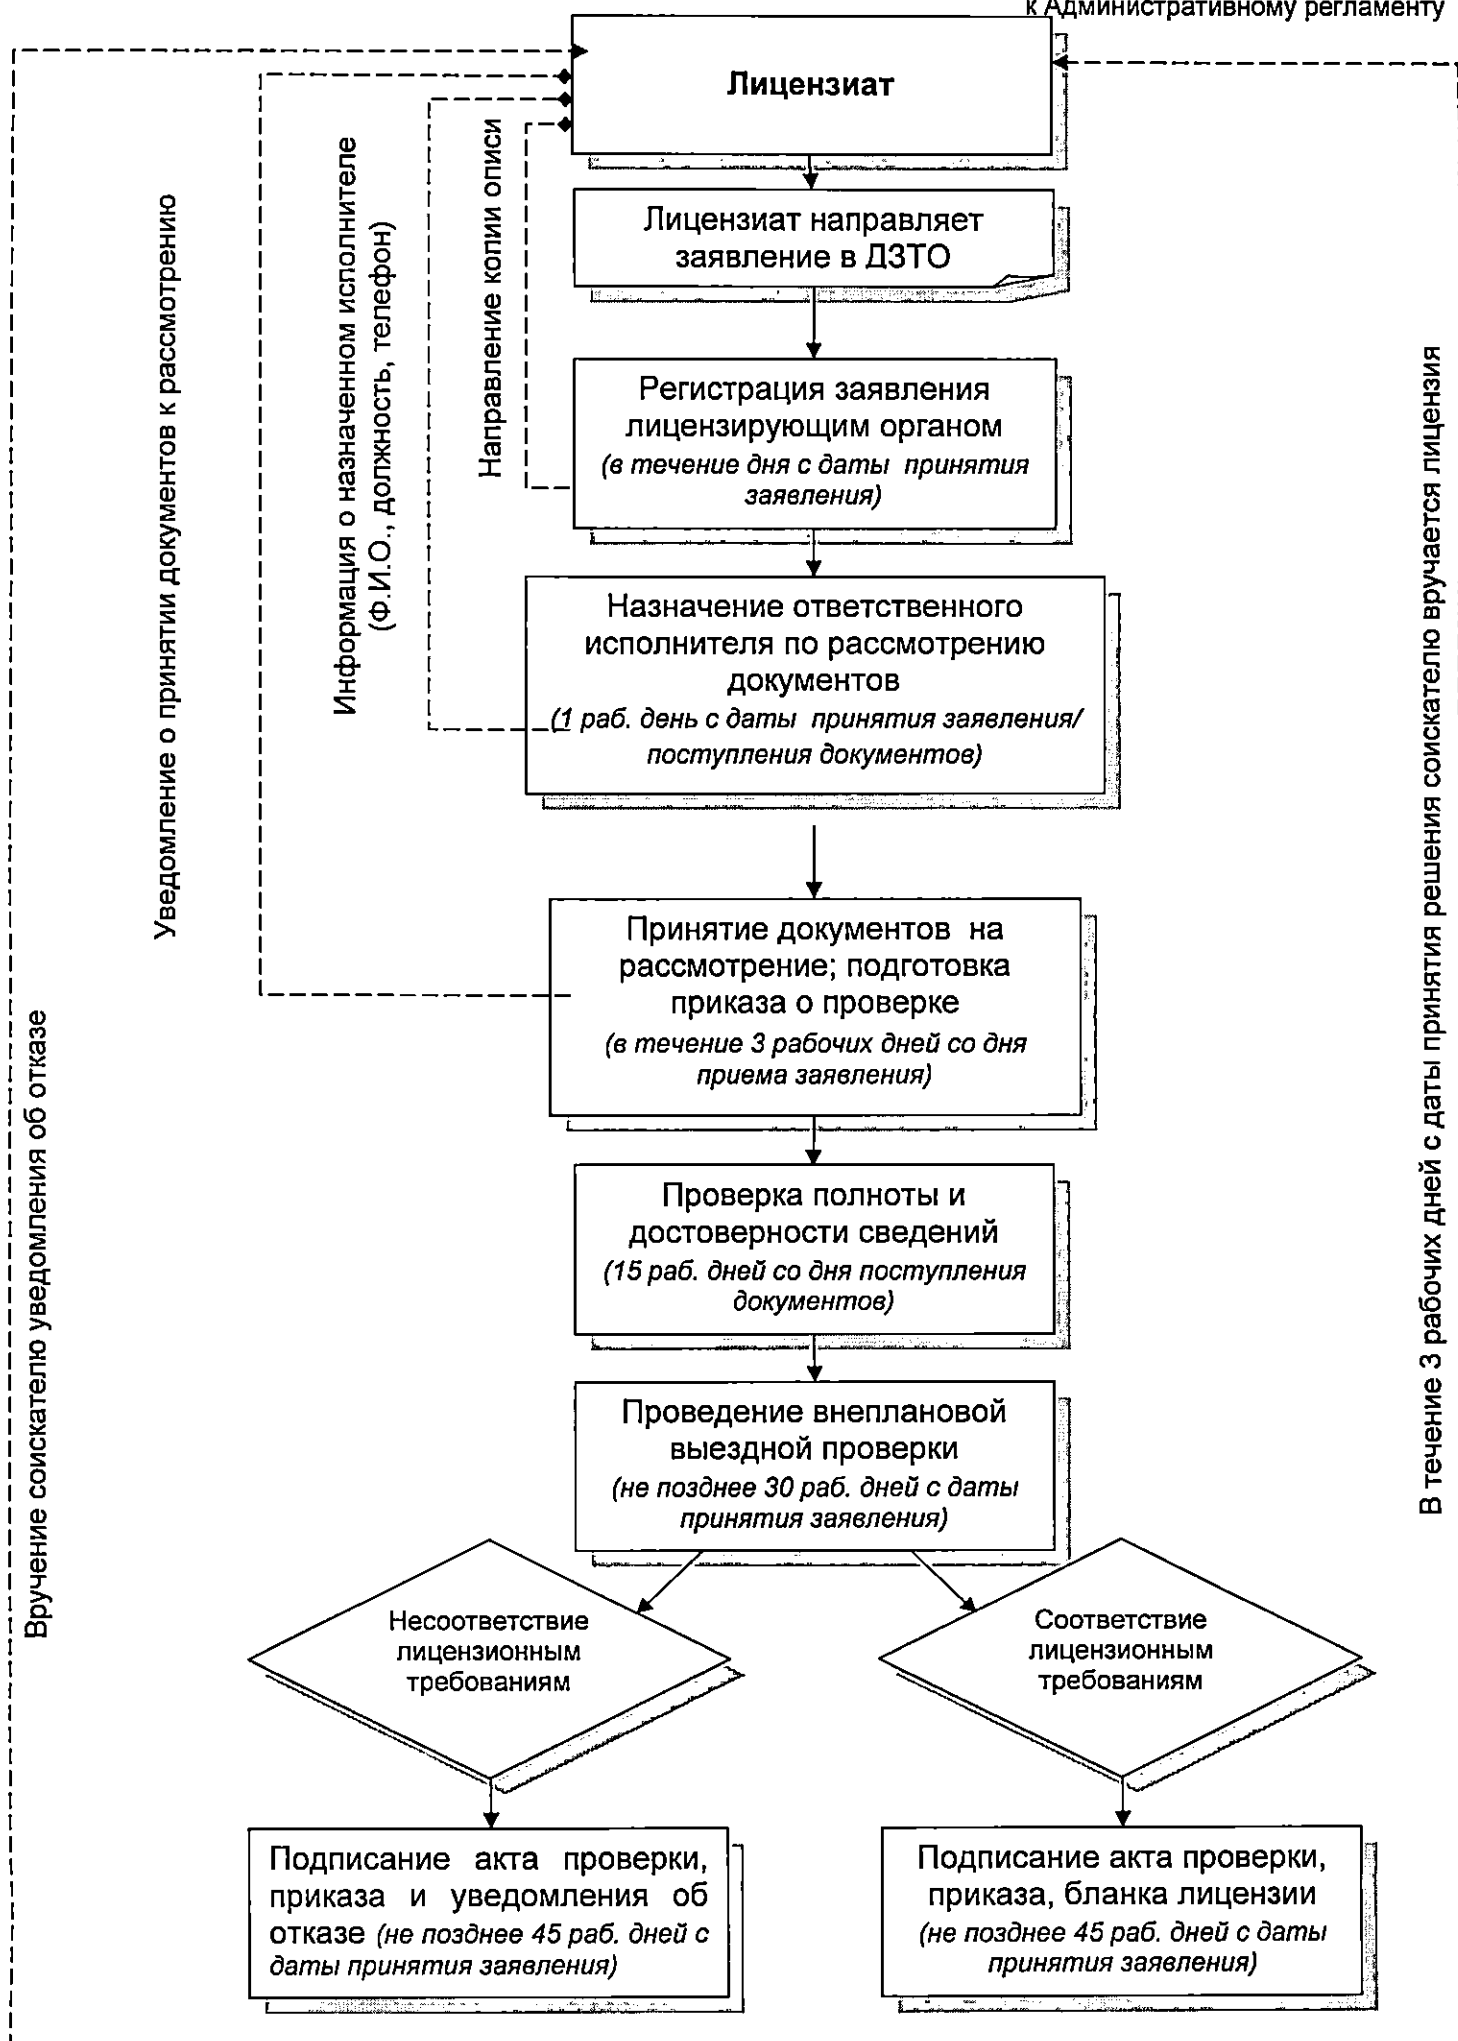 к Административному регламенту
Лицензиат
Лицензиат направляет
заявление в ДЗТО
Регистрация заявления
лицензирующим органом
(в течение дня с даты принятия
заявления)
Направление копии описи
Назначение ответственного
исполнителя по рассмотрению
документов
(1 раб. день с даты принятия заявления/
поступления документов)
Информация о назначенном исполнителе
(Ф.И.О., должность, телефон)
Принятие документов на
рассмотрение; подготовка
приказа о проверке
(в течение 3 рабочих дней со дня
приема заявления)
Уведомление о принятии документов к рассмотрению
Проверка полноты и
достоверности сведений
(15 раб. дней со дня поступления
документов)
Проведение внеплановой
выездной проверки
(не позднее 30 раб. дней с даты
принятия заявления)
Несоответствие
лицензионным
требованиям
Соответствие
лицензионным
требованиям
Подписание акта проверки,
приказа и уведомления об
отказе (не позднее 45 раб. дней с
даты принятия заявления)
Подписание акта проверки,
приказа, бланка лицензии
(не позднее 45 раб. дней с даты
принятия заявления)
Вручение соискателю уведомления об отказе
В течение 3 рабочих дней с даты принятия решения соискателю вручается лицензия